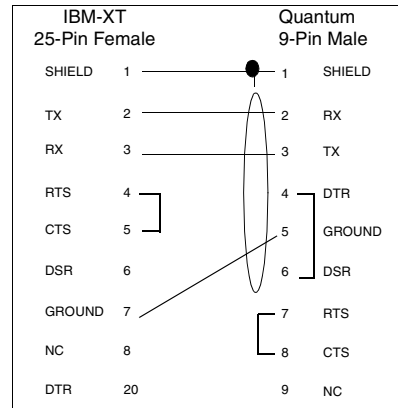 IBM-XT Quantum
25-Pin Female 9-Pin Male
SHIELD 1 1 SHIELD
TX 2 2 RX
RX 3 3 TX
RTS 4 4 DTR
CTS 5 5 GROUND
DSR 6 6 DSR
GROUND 7 7 RTS
NC 8 8 CTS
DTR 20 9 NC